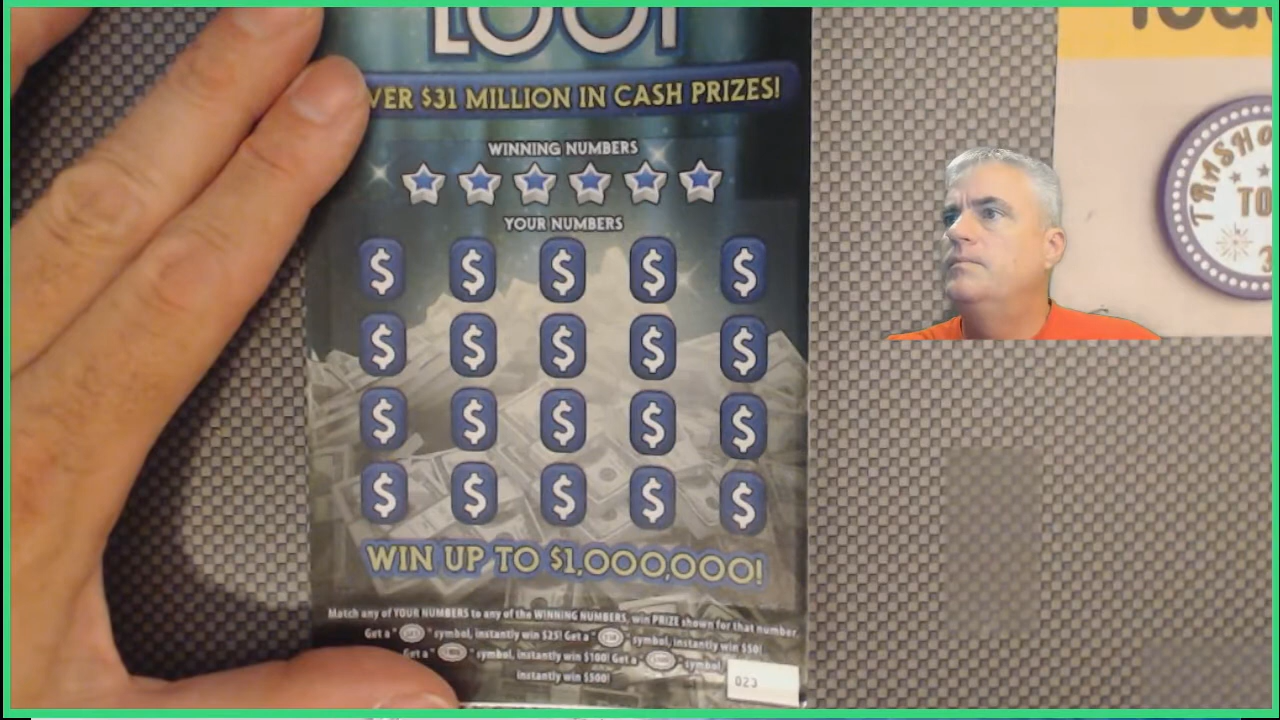 LOOT
VER $31 MILLION IN CASH PRIZES!
WINNING NUMBERS
YOUR NUMBERS
$ $ $ $ $
$ $ $ $ $
$ $ $ $ $
$ $ $ $ $
WIN UP TO $1,000,000!
Match any of YOUR NUMBERS to any of the WINNING NUMBERS, win PRIZE shown for that number.
Get a " " symbol, instantly win $25! Get a " " symbol, instantly win $50!
Get a " " symbol, instantly win $100! Get a " " symbol,
instantly win $500!
023
TO
3